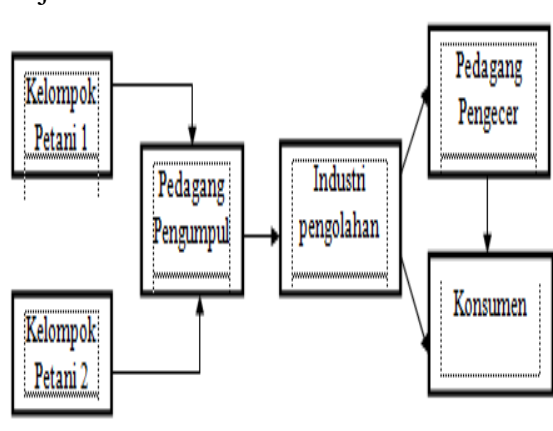 Kelompok
Petani 1
Pedagang
Pengumpul
Kelompok
Petani 2
Industri
pengolahan
Pedagang
Pengecer
Konsumen